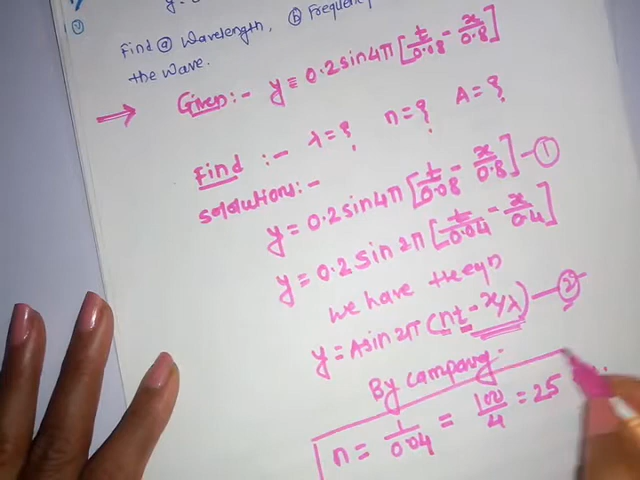 y =
②
Find ⓐ Wavelength, ⓑ Frequency
the wave.
Given:- y = 0.2 sin 4π [t/0.08 - x/0.8]
Find :- λ = ? n = ? A = ?
Solution:-
y = 0.2 sin 4π [t/0.08 - x/0.8] - ①
y = 0.2 sin 2π [t/0.04 - x/0.4]
we have the eqn
y = A sin 2π (nt - x/λ) - ②
By comparing
n = 1/0.04 = 100/4 = 25